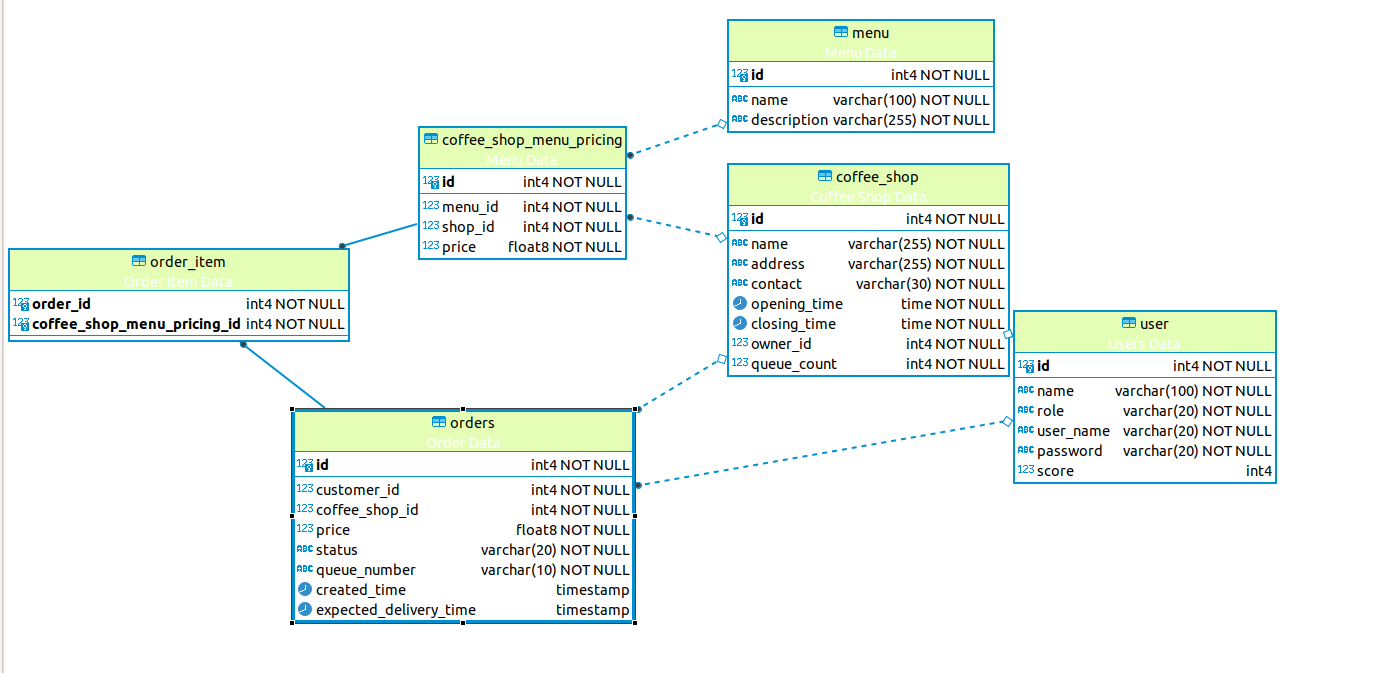 menu
Menu Data
id int4 NOT NULL
name varchar(100) NOT NULL
description varchar(255) NOT NULL
coffee_shop_menu_pricing
Menu Data
id int4 NOT NULL
menu_id int4 NOT NULL
shop_id int4 NOT NULL
price float8 NOT NULL
coffee_shop
Coffee Shop Data
id int4 NOT NULL
name varchar(255) NOT NULL
address varchar(255) NOT NULL
contact varchar(30) NOT NULL
opening_time time NOT NULL
closing_time time NOT NULL
owner_id int4 NOT NULL
queue_count int4 NOT NULL
order_item
Order Item Data
order_id int4 NOT NULL
coffee_shop_menu_pricing_id int4 NOT NULL
user
Users Data
id int4 NOT NULL
name varchar(100) NOT NULL
role varchar(20) NOT NULL
user_name varchar(20) NOT NULL
password varchar(20) NOT NULL
score int4
orders
Order Data
id int4 NOT NULL
customer_id int4 NOT NULL
coffee_shop_id int4 NOT NULL
price float8 NOT NULL
status varchar(20) NOT NULL
queue_number varchar(10) NOT NULL
created_time timestamp
expected_delivery_time timestamp